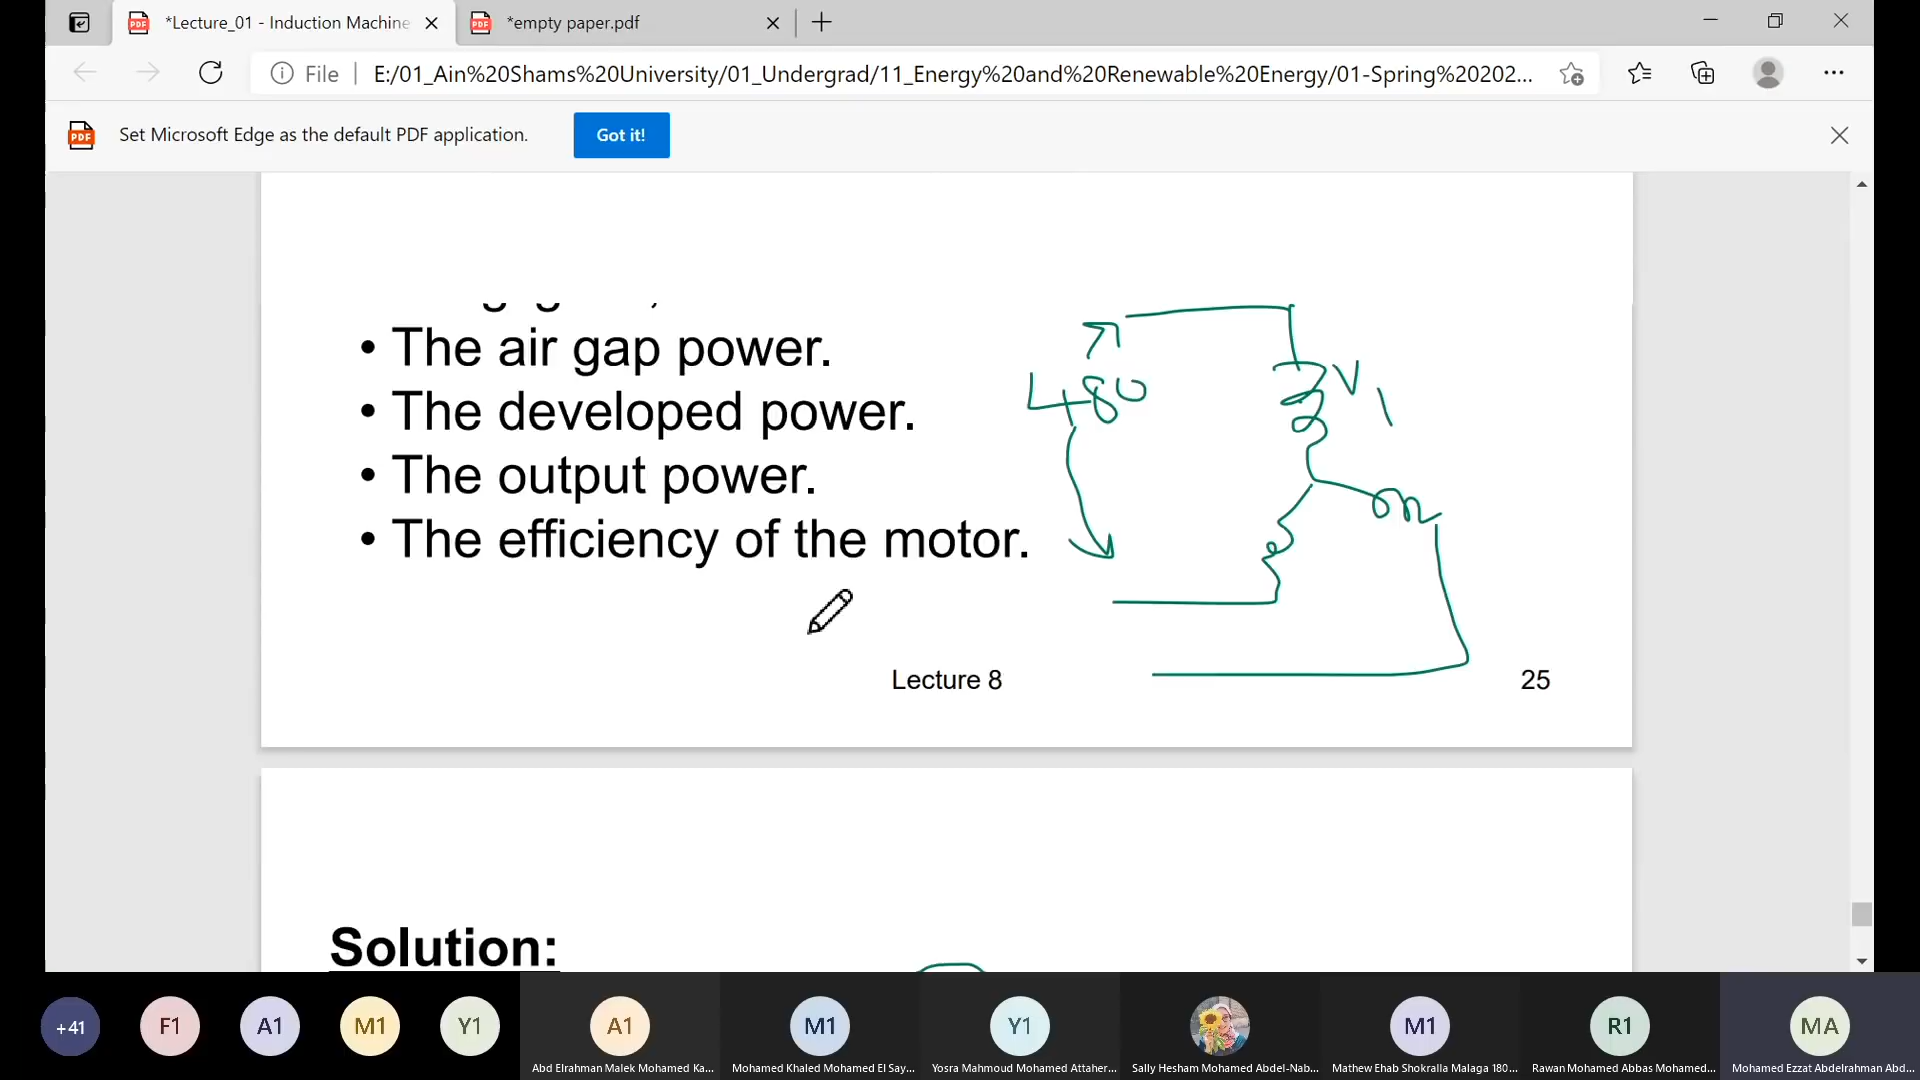 *Lecture_01 - Induction Machine
*empty paper.pdf
File
E:/01_Ain%20Shams%20University/01_Undergrad/11_Energy%20and%20Renewable%20Energy/01-Spring%20202...
PDF
Set Microsoft Edge as the default PDF application.
Got it!
• The air gap power.
• The developed power.
• The output power.
• The efficiency of the motor.
480
V1
Lecture 8
25
Solution:
+41
F1
A1
M1
Y1
A1
M1
Y1
M1
R1
MA
Abd Elrahman Malek Mohamed Ka...
Mohamed Khaled Mohamed El Say...
Yosra Mahmoud Mohamed Attaher...
Sally Hesham Mohamed Abdel-Nab...
Mathew Ehab Shokralla Malaga 180...
Rawan Mohamed Abbas Mohamed...
Mohamed Ezzat Abdelrahman Abd...